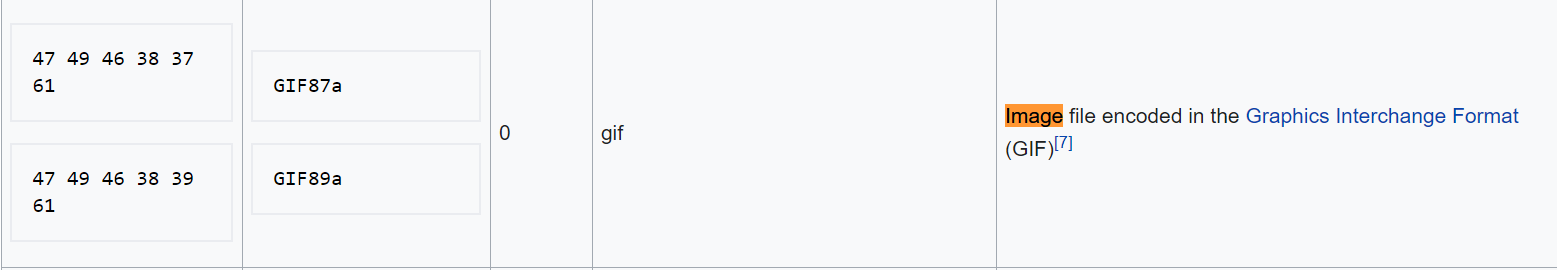 47 49 46 38 37
61
GIF87a
47 49 46 38 39
61
GIF89a
0
gif
Image file encoded in the Graphics Interchange Format
(GIF)[7]